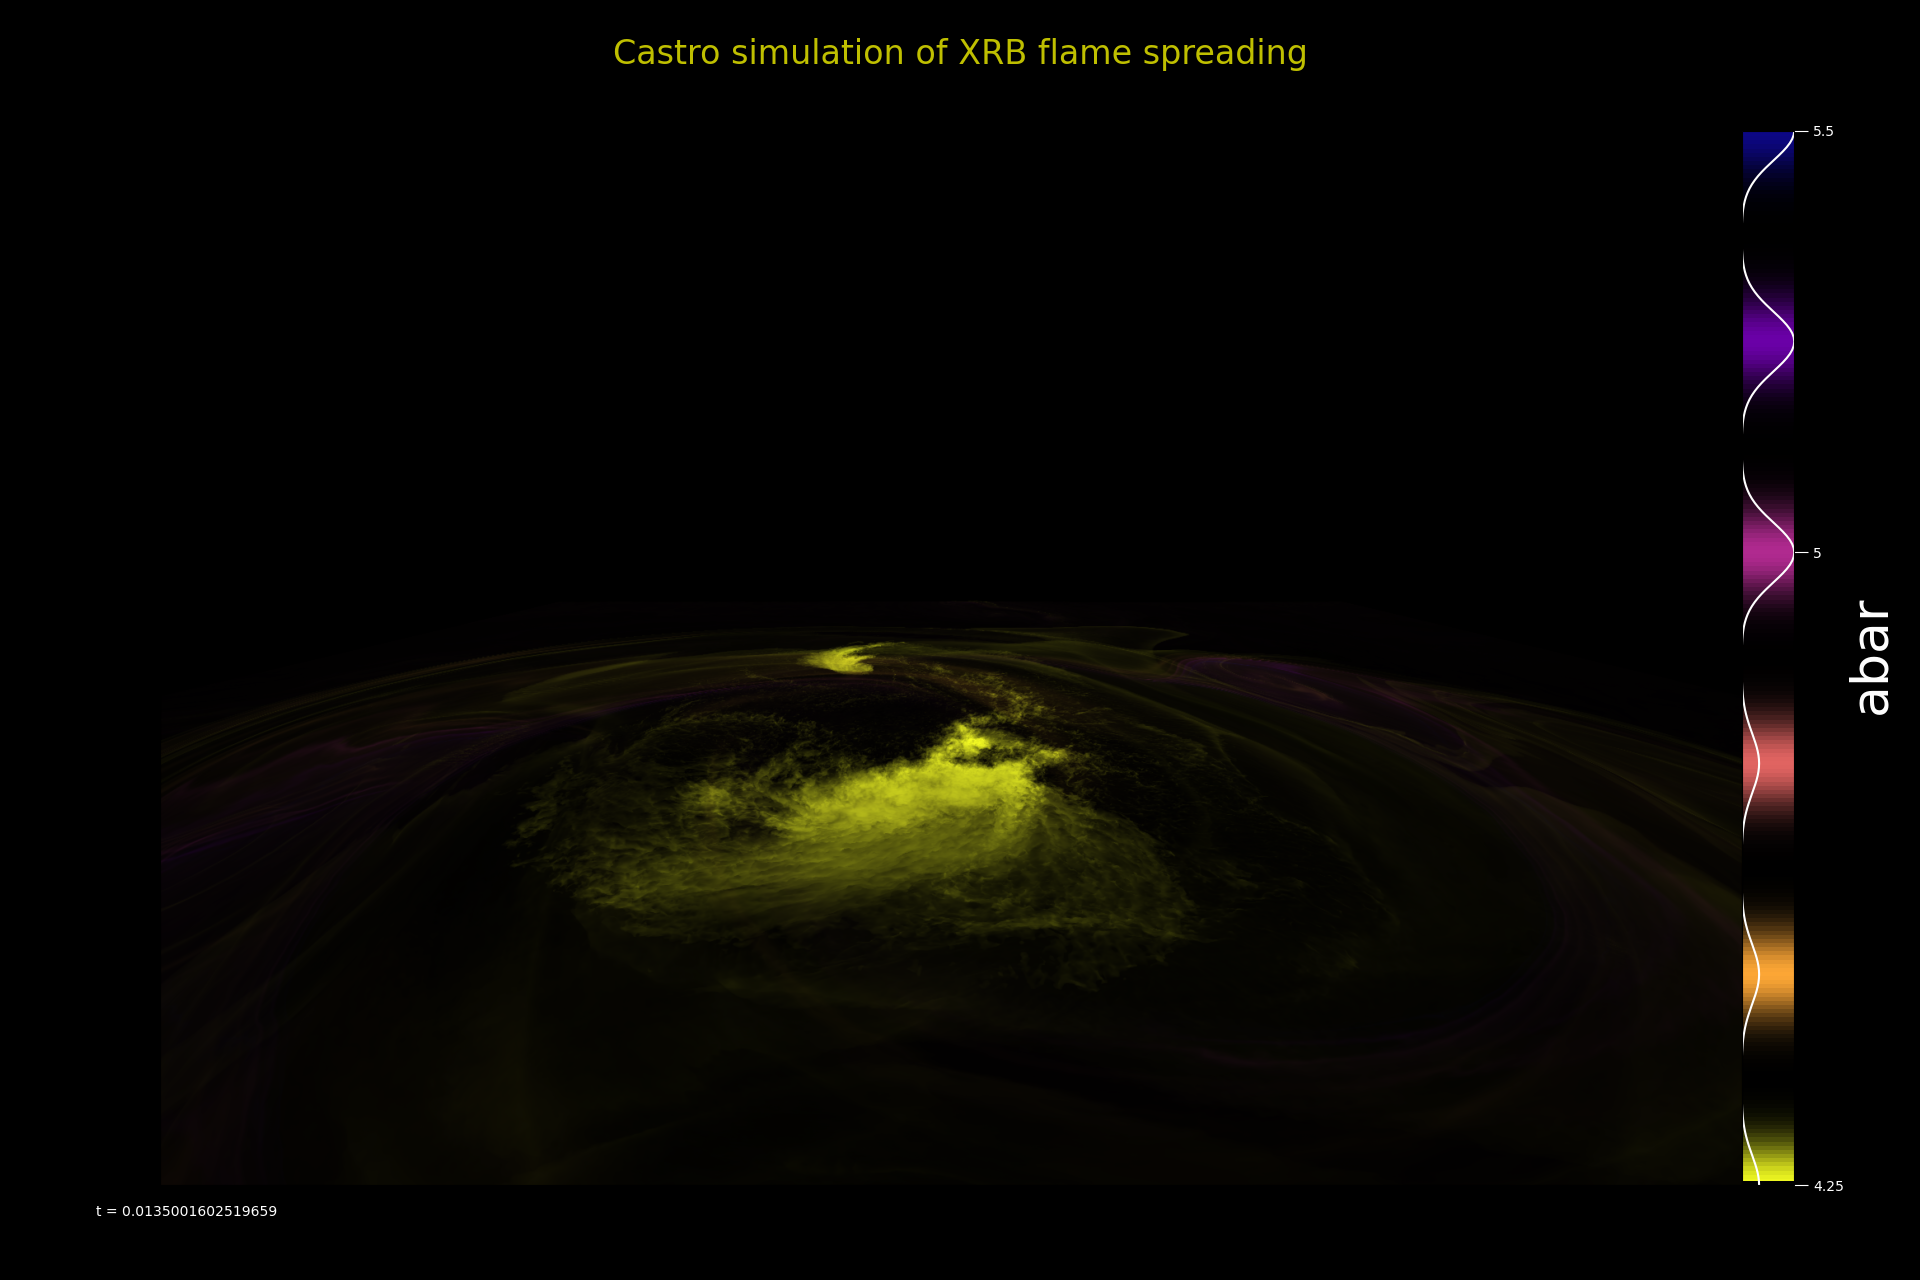 Castro simulation of XRB flame spreading
5.5
5
abar
4.25
t = 0.0135001602519659